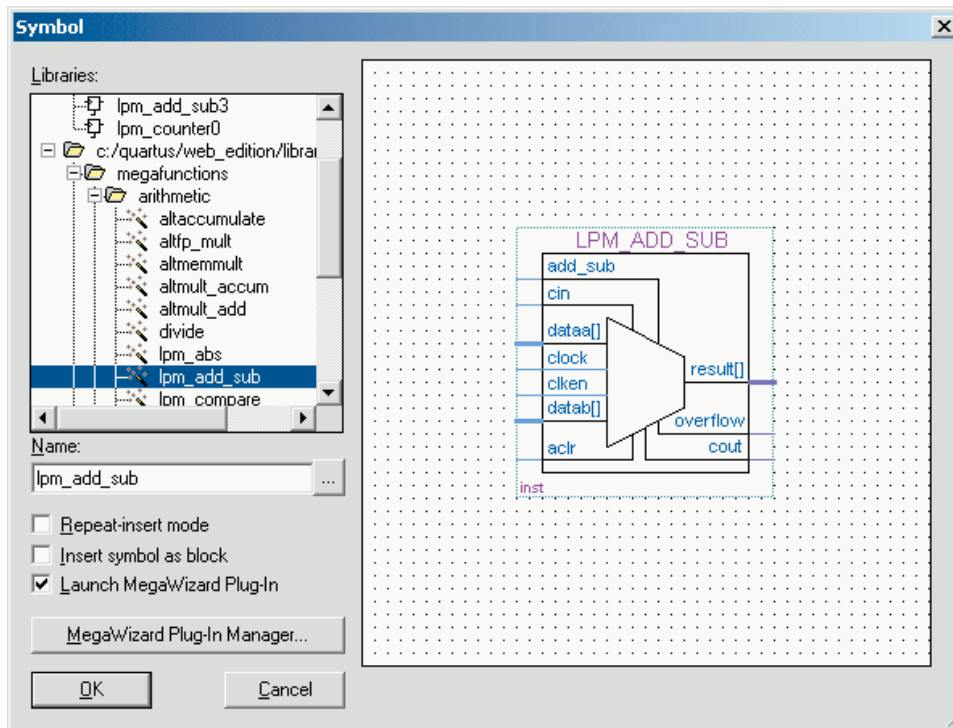 Symbol
Libraries:
lpm_add_sub3
lpm_counter0
c:/quartus/web_edition/librar
megafunctions
arithmetic
altaccumulate
altfp_mult
altmemmult
altmult_accum
altmult_add
divide
lpm_abs
lpm_add_sub
lpm_compare
Name:
lpm_add_sub
...
Repeat-insert mode
Insert symbol as block
Launch MegaWizard Plug-In
MegaWizard Plug-In Manager...
OK
Cancel
LPM_ADD_SUB
add_sub
cin
dataa[]
clock
result[]
clken
datab[]
overflow
aclr
cout
inst